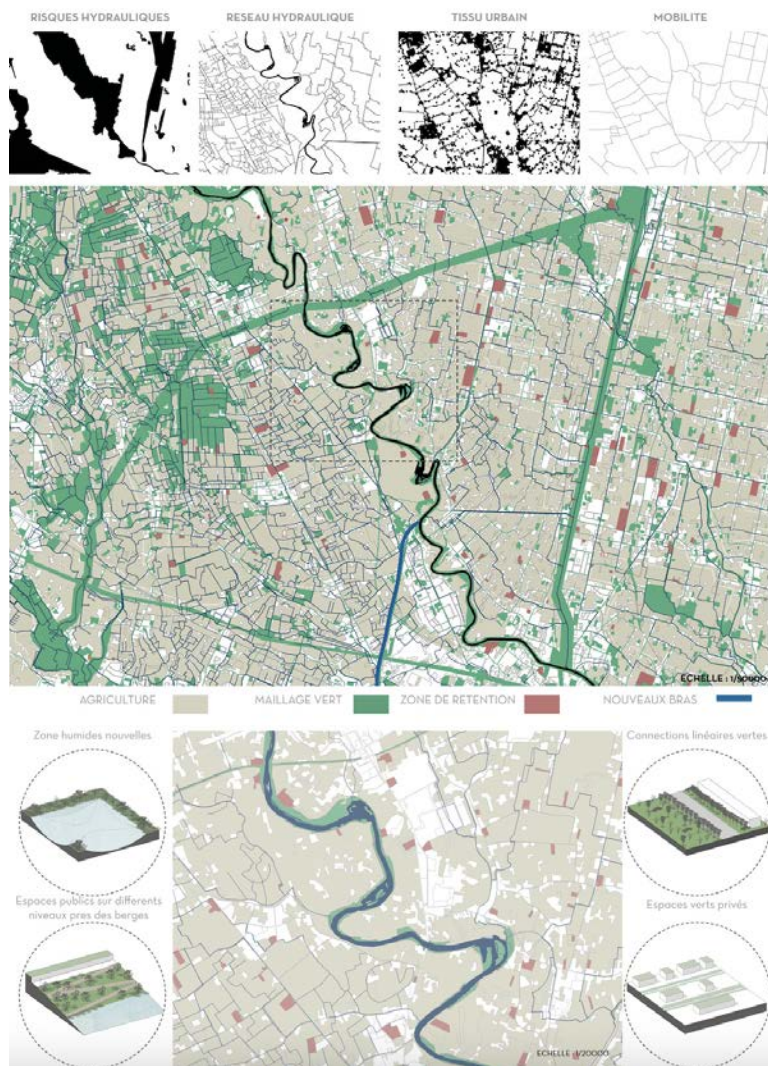 RISQUES HYDRAULIQUES
RESEAU HYDRAULIQUE
TISSU URBAIN
MOBILITE
ECHELLE : 1/50000
AGRICULTURE
MAILLAGE VERT
ZONE DE RETENTION
NOUVEAUX BRAS
Zone humides nouvelles
Connections linéaires vertes
Espaces publics sur differents
niveaux pres des berges
Espaces verts privés
ECHELLE : 1/20000